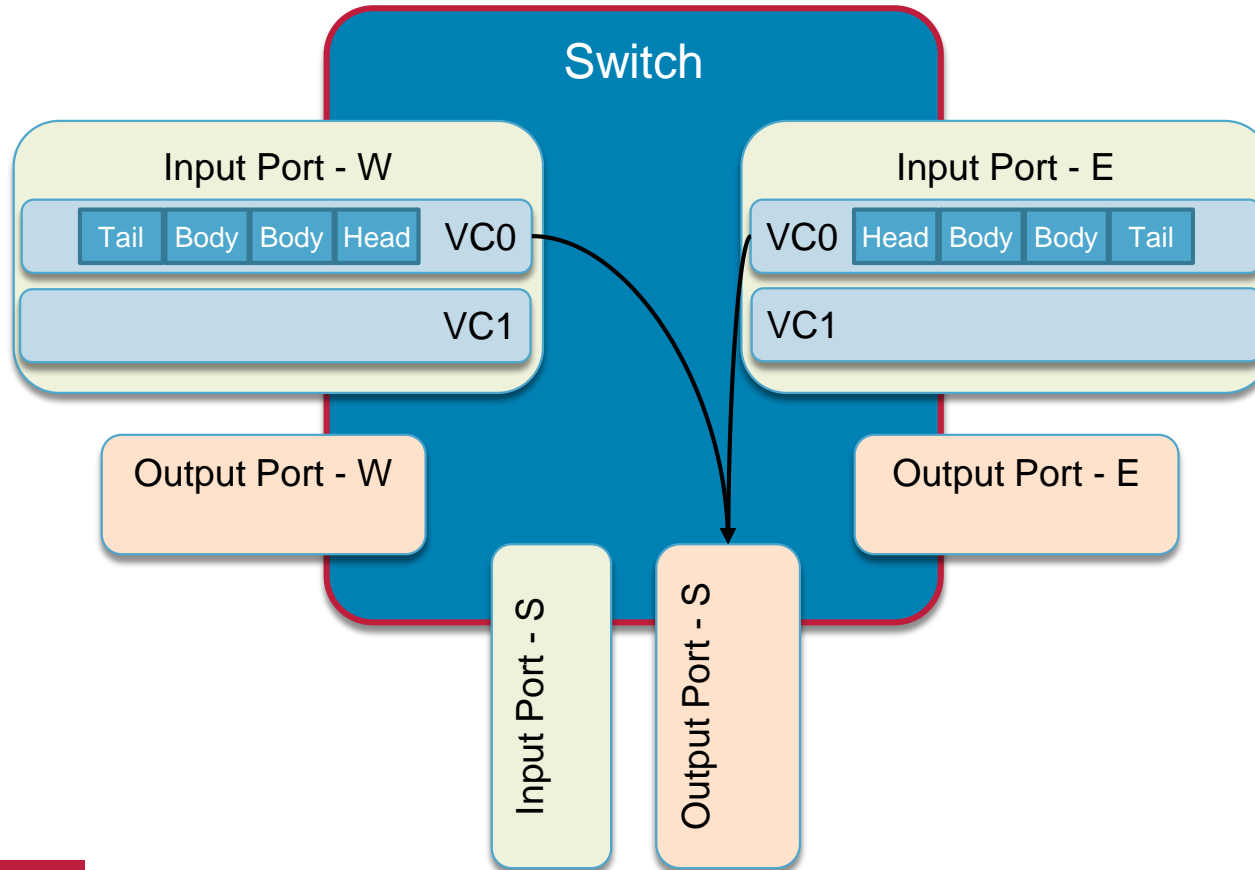 Switch
Input Port - W
Tail Body Body Head VC0
VC1
Input Port - E
VC0 Head Body Body Tail
VC1
Output Port - W
Output Port - E
Input Port - S
Output Port - S